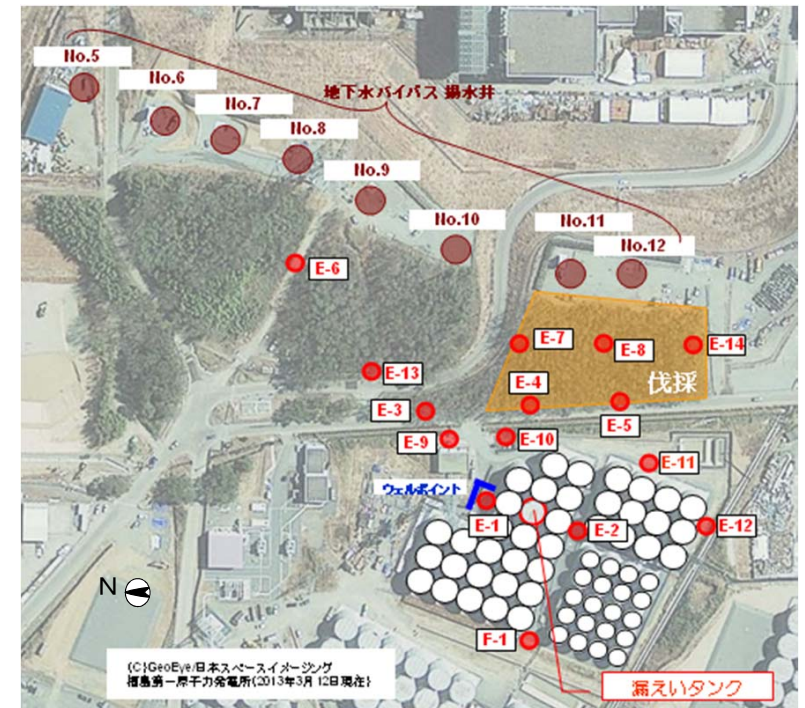 No.5
No.6
No.7
地下水バイパス 揚水井
No.8
No.9
No.10
No.11
No.12
E-6
E-7
E-8
E-14
E-13
伐採
E-4
E-3
E-5
E-9
E-10
E-11
ウェルポイント
E-1
E-2
E-12
N
F-1
(C)GeoEye/日本スペースイメージング
福島第一原子力発電所(2013年3月12日現在)
漏えいタンク